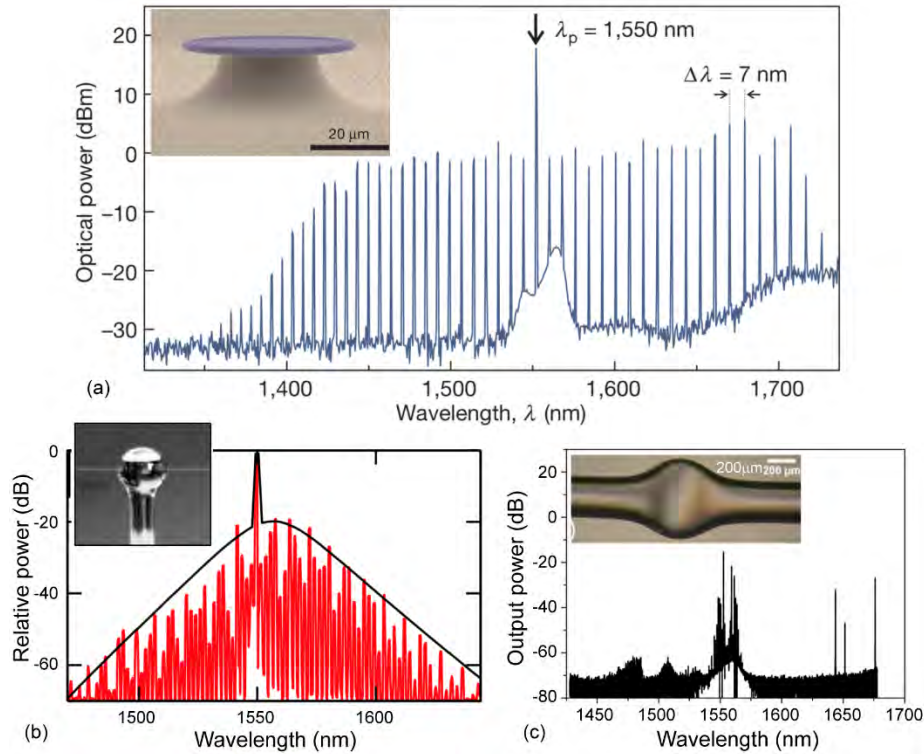 20
10
0
−10
−20
−30
Optical power (dBm)
20 μm
λp = 1,550 nm
Δλ = 7 nm
1,400
1,500
1,600
1,700
Wavelength, λ (nm)
(a)
0
-20
-40
-60
Relative power (dB)
1500
1550
1600
Wavelength (nm)
(b)
20
0
-20
-40
-60
-80
Output power (dB)
200μm 200 μm
1450
1500
1550
1600
1650
1700
Wavelength (nm)
(c)